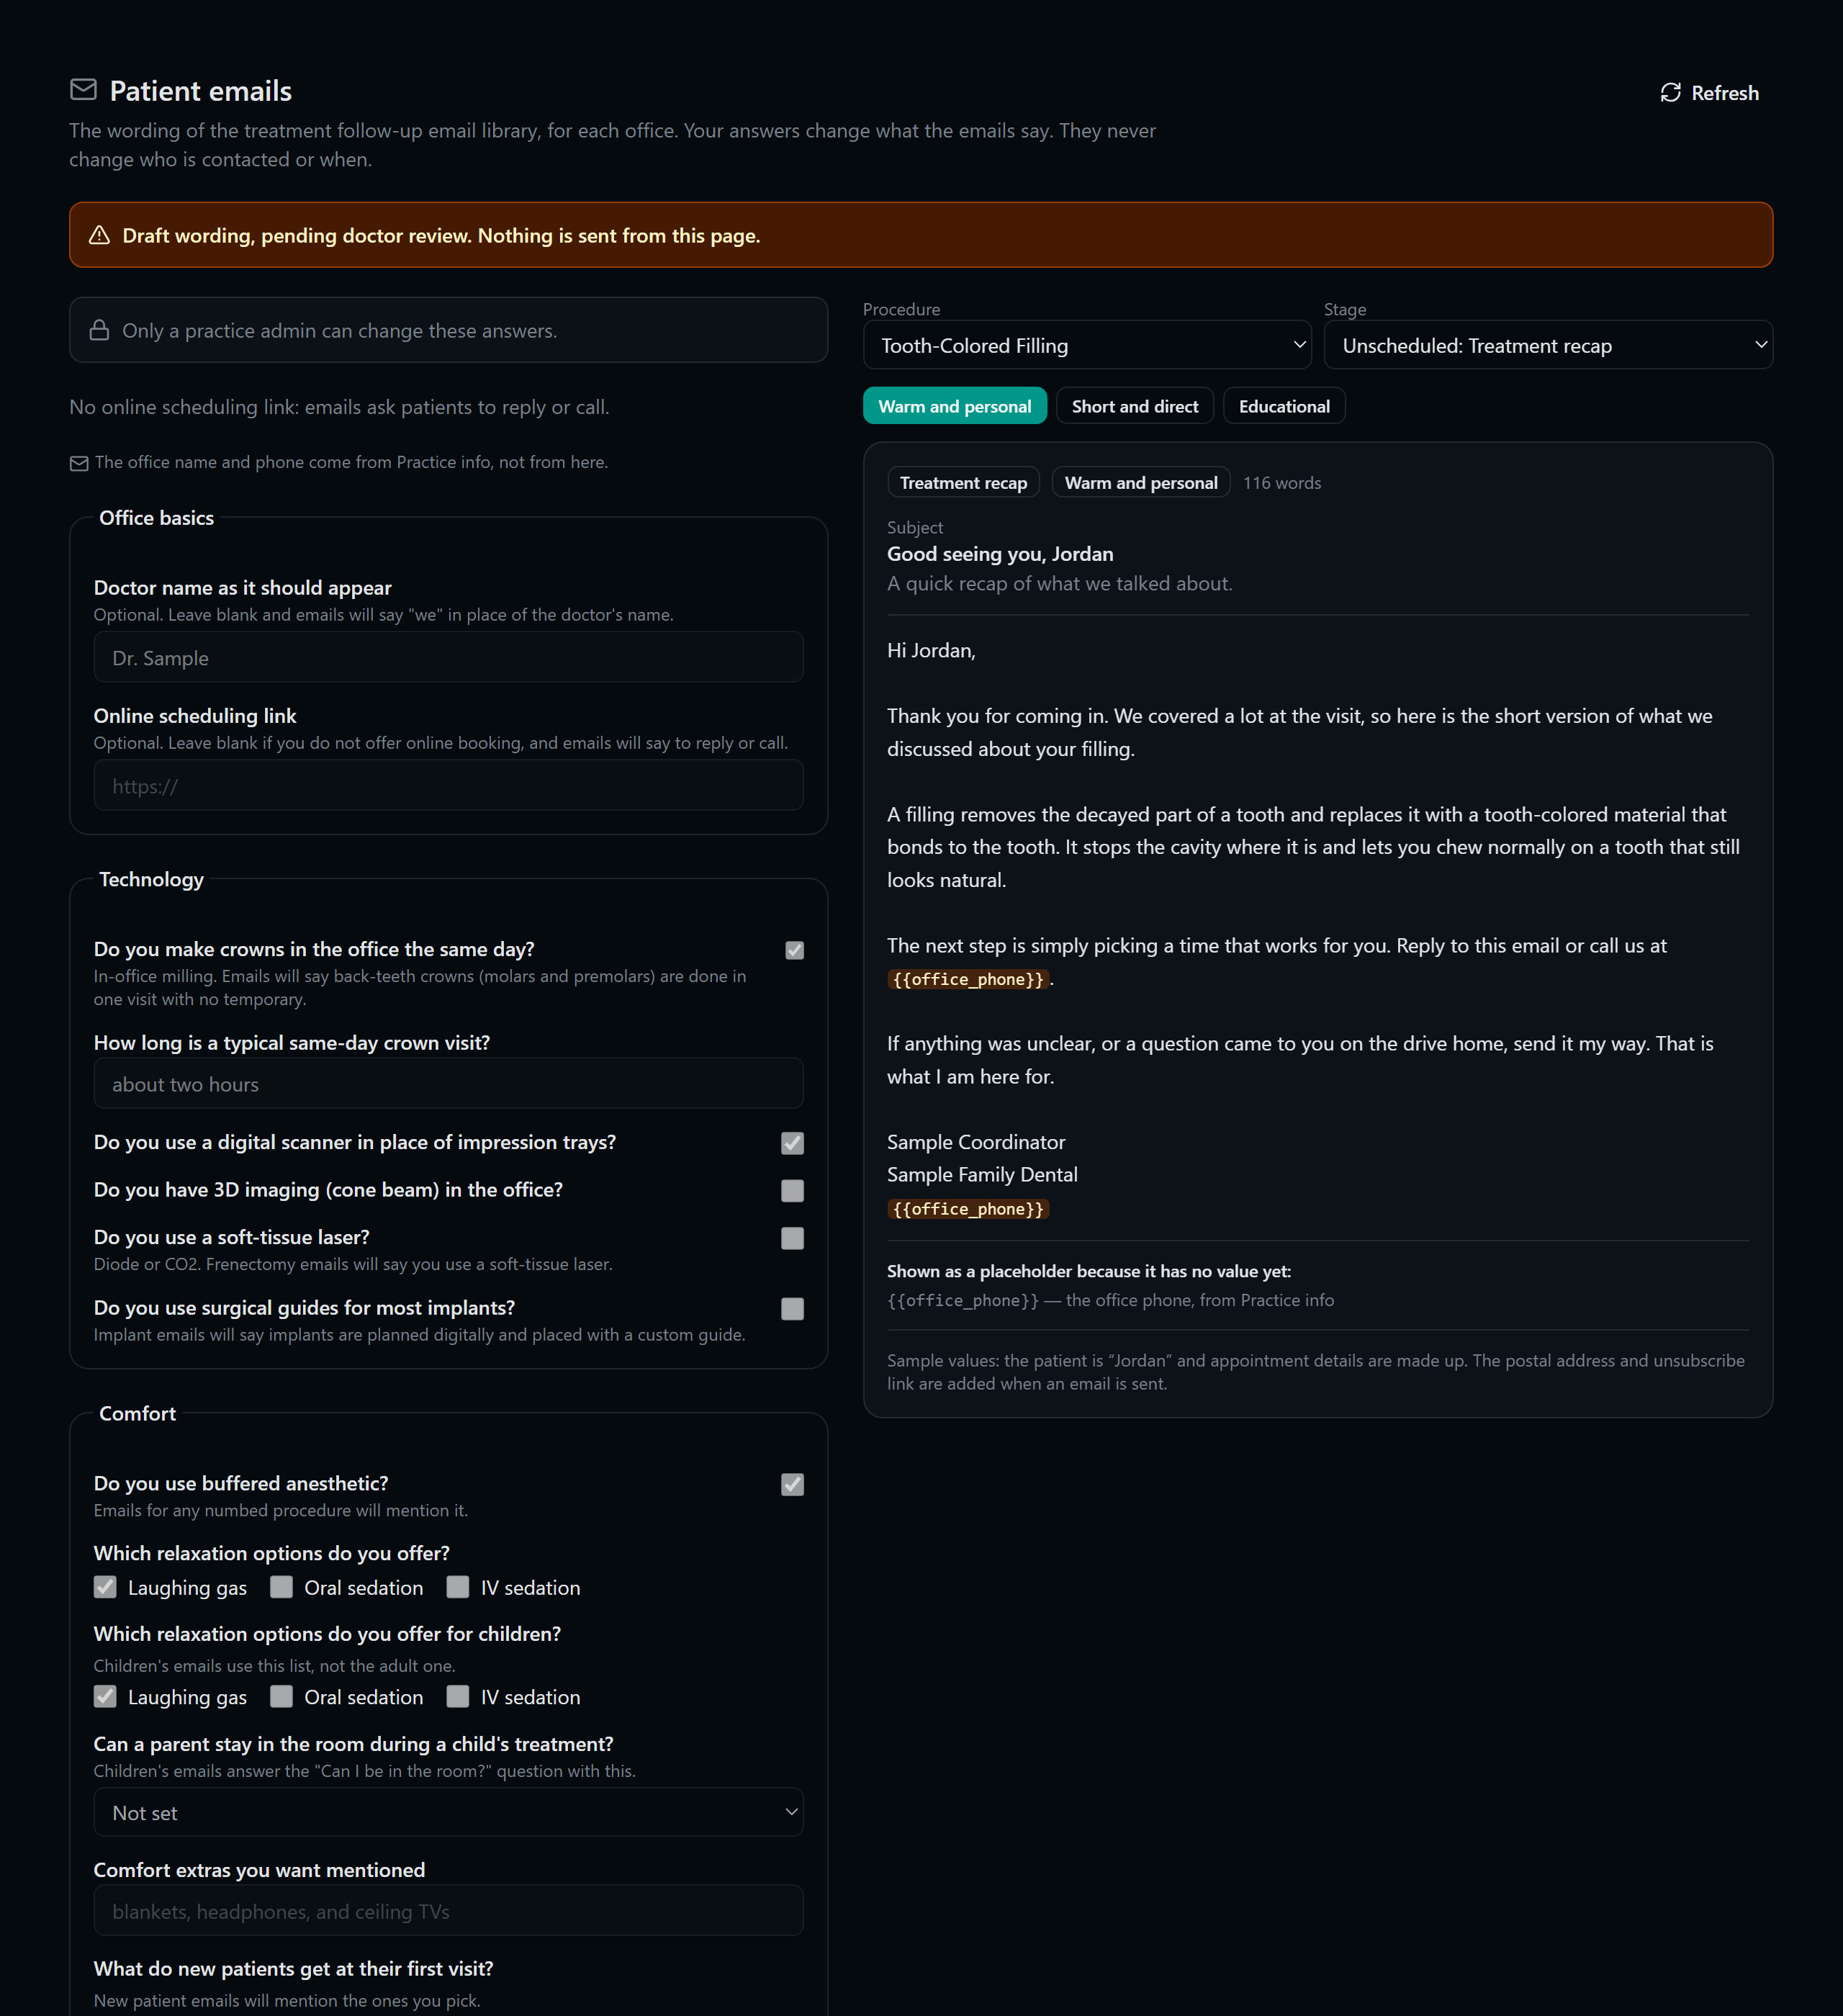 Patient emails
Refresh
The wording of the treatment follow-up email library, for each office. Your answers change what the emails say. They never
change who is contacted or when.
Draft wording, pending doctor review. Nothing is sent from this page.
Only a practice admin can change these answers.
No online scheduling link: emails ask patients to reply or call.
The office name and phone come from Practice info, not from here.
Office basics
Doctor name as it should appear
Optional. Leave blank and emails will say "we" in place of the doctor's name.
Dr. Sample
Online scheduling link
Optional. Leave blank if you do not offer online booking, and emails will say to reply or call.
https://
Technology
Do you make crowns in the office the same day?
In-office milling. Emails will say back-teeth crowns (molars and premolars) are done in
one visit with no temporary.
How long is a typical same-day crown visit?
about two hours
Do you use a digital scanner in place of impression trays?
Do you have 3D imaging (cone beam) in the office?
Do you use a soft-tissue laser?
Diode or CO2. Frenectomy emails will say you use a soft-tissue laser.
Do you use surgical guides for most implants?
Implant emails will say implants are planned digitally and placed with a custom guide.
Comfort
Do you use buffered anesthetic?
Emails for any numbed procedure will mention it.
Which relaxation options do you offer?
Laughing gas Oral sedation IV sedation
Which relaxation options do you offer for children?
Children's emails use this list, not the adult one.
Laughing gas Oral sedation IV sedation
Can a parent stay in the room during a child's treatment?
Children's emails answer the "Can I be in the room?" question with this.
Not set
Comfort extras you want mentioned
blankets, headphones, and ceiling TVs
What do new patients get at their first visit?
New patient emails will mention the ones you pick.
Procedure
Tooth-Colored Filling
Stage
Unscheduled: Treatment recap
Warm and personal Short and direct Educational
Treatment recap Warm and personal 116 words
Subject
Good seeing you, Jordan
A quick recap of what we talked about.
Hi Jordan,
Thank you for coming in. We covered a lot at the visit, so here is the short version of what we
discussed about your filling.
A filling removes the decayed part of a tooth and replaces it with a tooth-colored material that
bonds to the tooth. It stops the cavity where it is and lets you chew normally on a tooth that still
looks natural.
The next step is simply picking a time that works for you. Reply to this email or call us at
{{office_phone}}.
If anything was unclear, or a question came to you on the drive home, send it my way. That is
what I am here for.
Sample Coordinator
Sample Family Dental
{{office_phone}}
Shown as a placeholder because it has no value yet:
{{office_phone}} — the office phone, from Practice info
Sample values: the patient is “Jordan” and appointment details are made up. The postal address and unsubscribe
link are added when an email is sent.